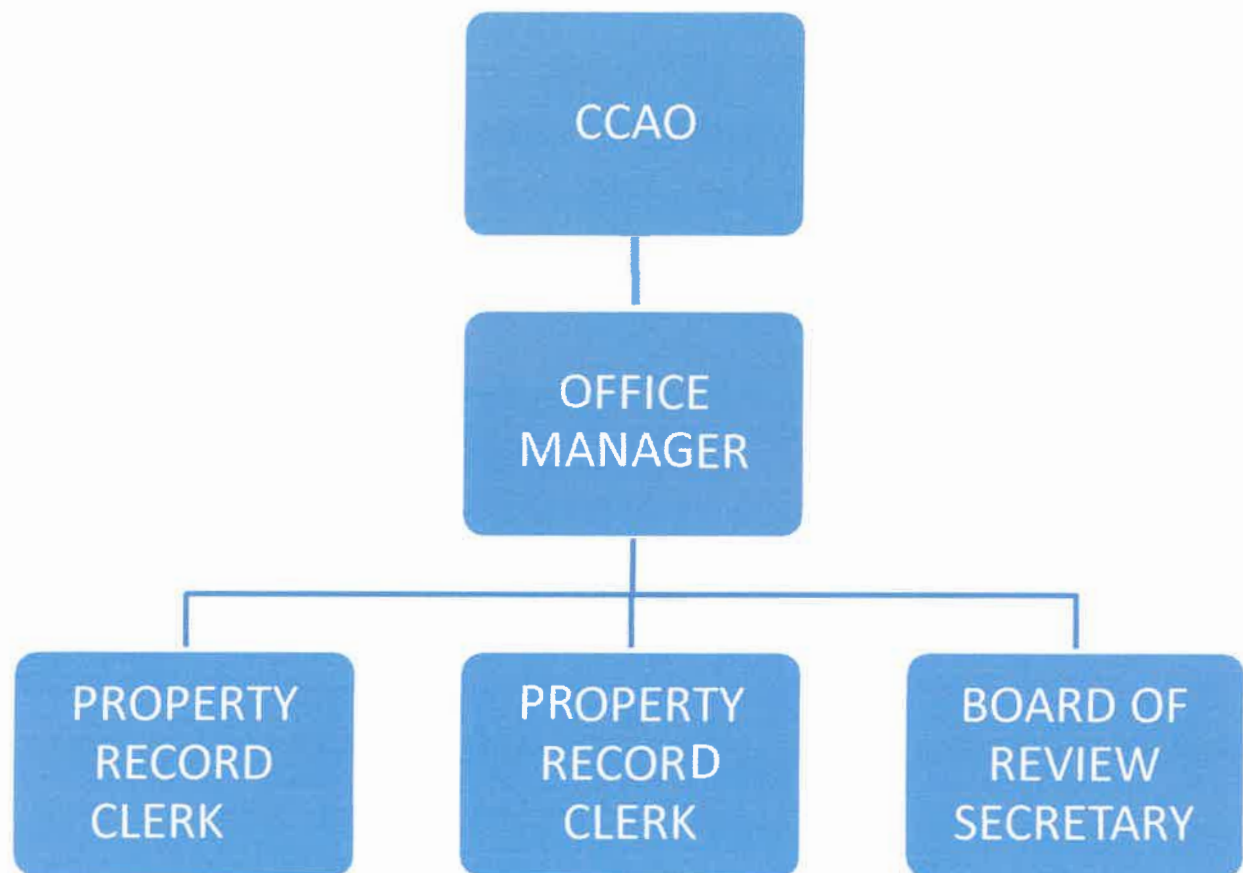 CCAO
OFFICE
MANAGER
PROPERTY
RECORD
CLERK
PROPERTY
RECORD
CLERK
BOARD OF
REVIEW
SECRETARY